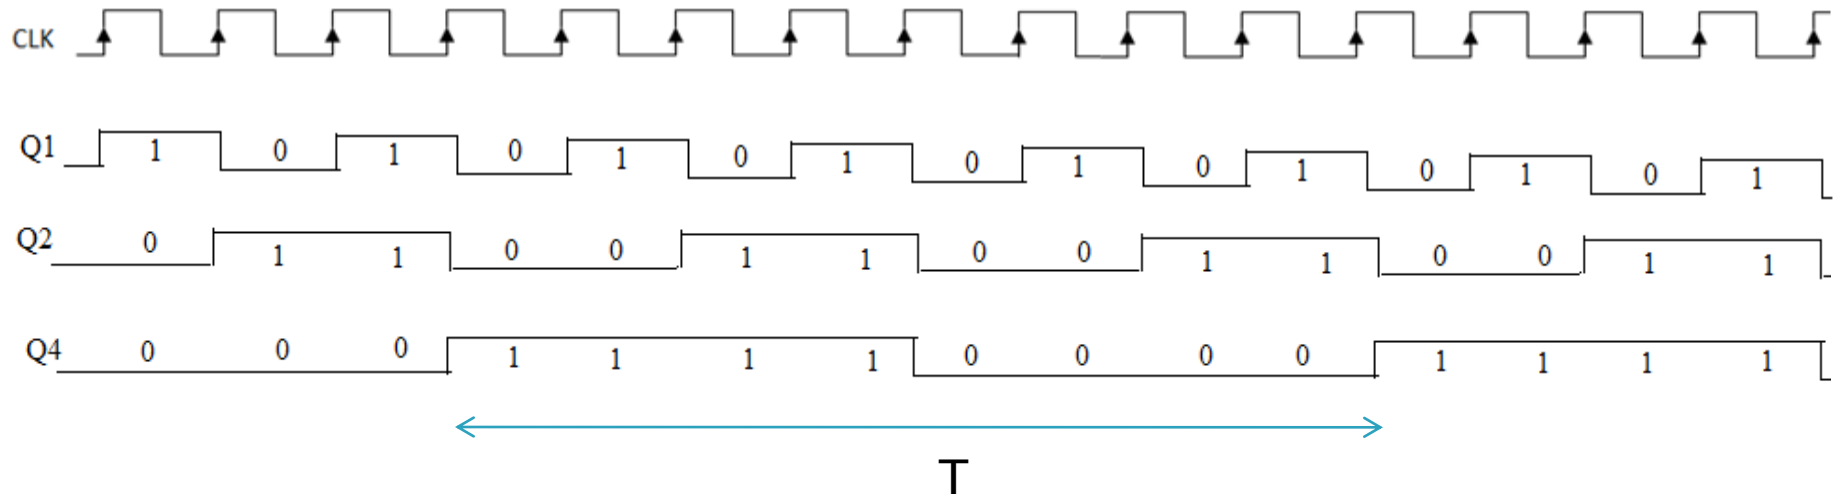 CLK
Q1 1 0 1 0 1 0 1 0 1 0 1 0 1 0 1
Q2 0 1 1 0 0 1 1 0 0 1 1 0 0 1 1
Q4 0 0 0 1 1 1 1 0 0 0 0 1 1 1 1
T